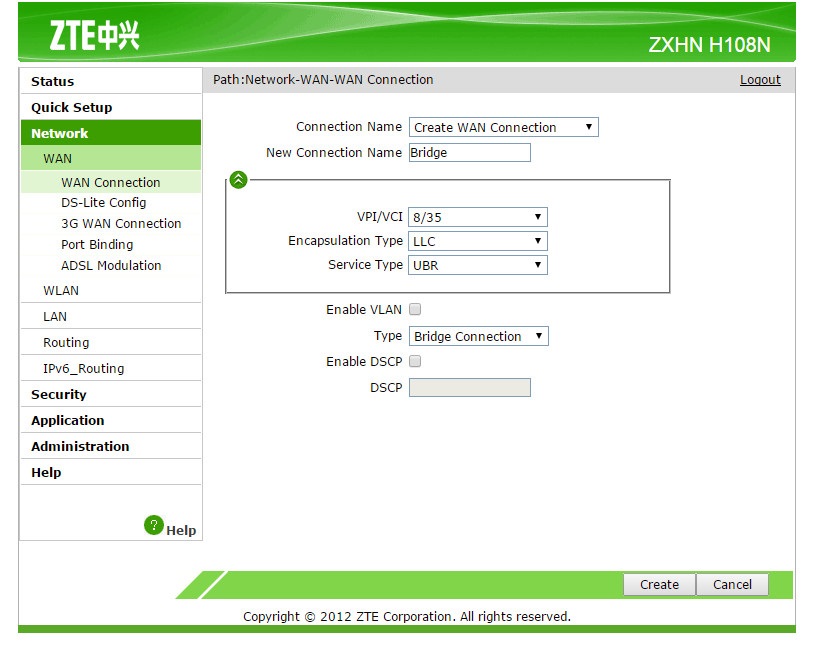 ZTE中兴
ZXHN H108N
Path:Network-WAN-WAN Connection
Logout
Status
Quick Setup
Network
WAN
WAN Connection
DS-Lite Config
3G WAN Connection
Port Binding
ADSL Modulation
WLAN
LAN
Routing
IPv6_Routing
Security
Application
Administration
Help
? Help
Connection Name Create WAN Connection
New Connection Name Bridge
VPI/VCI 8/35
Encapsulation Type LLC
Service Type UBR
Enable VLAN
Type Bridge Connection
Enable DSCP
DSCP
Create Cancel
Copyright © 2012 ZTE Corporation. All rights reserved.